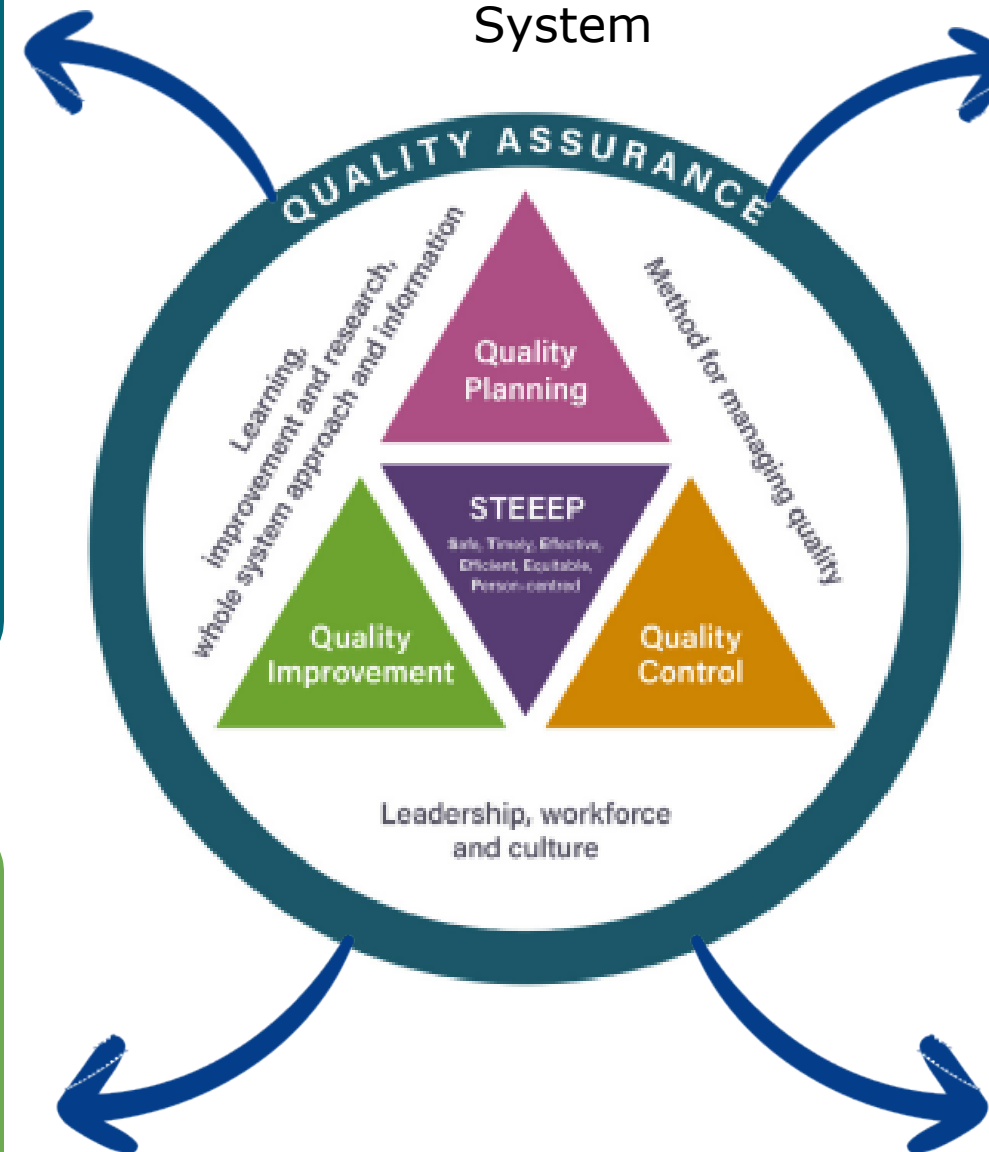 System
QUALITY ASSURANCE
Learning,
improvement and research,
whole system approach and information
Method for managing quality
Quality
Planning
STEEEP
Safe, Timely, Effective,
Efficient, Equitable,
Person-centred
Quality
Improvement
Quality
Control
Leadership, workforce
and culture